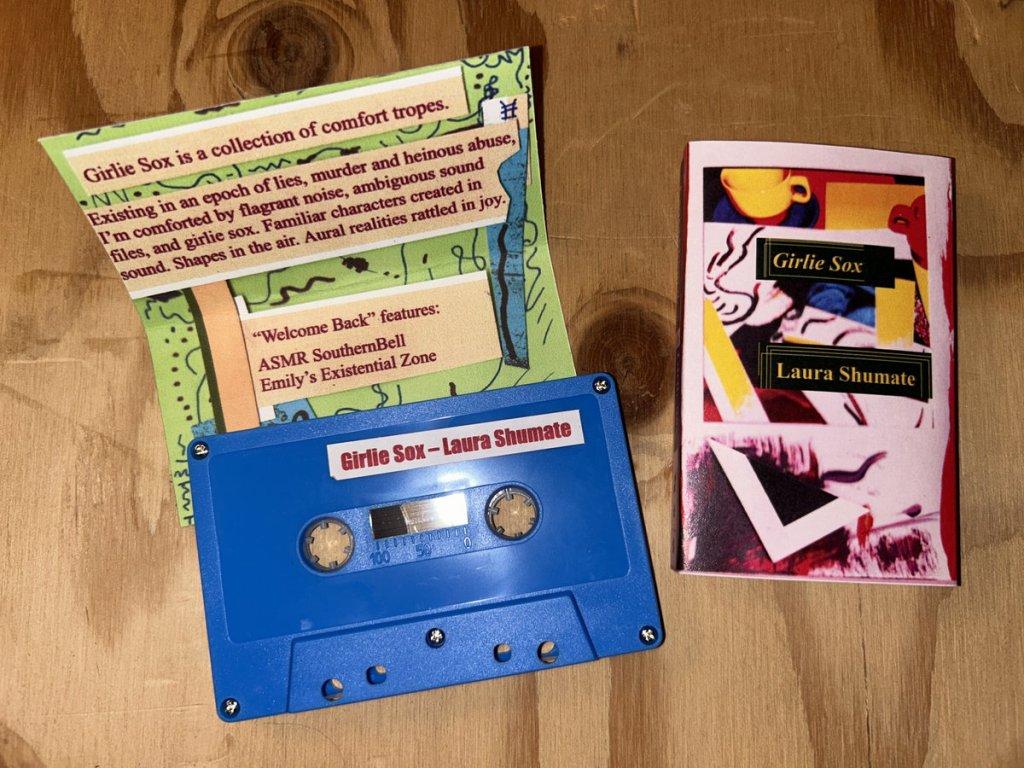 Girlie Sox is a collection of comfort tropes.
Existing in an epoch of lies, murder and heinous abuse,
I'm comforted by flagrant noise, ambiguous sound
files, and girlie sox. Familiar characters created in
sound. Shapes in the air. Aural realities rattled in joy.
“Welcome Back” features:
ASMR SouthernBell
Emily's Existential Zone
Girlie Sox – Laura Shumate
100 50 0
Girlie Sox
Laura Shumate